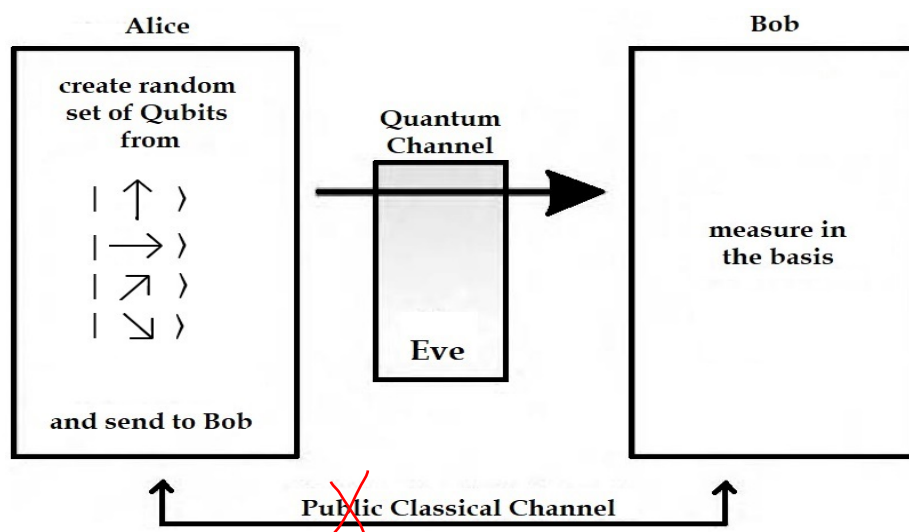 Alice
Bob
create random
set of Qubits
from
| ↑ ⟩
| → ⟩
| ↗ ⟩
| ↘ ⟩
and send to Bob
Quantum
Channel
Eve
measure in
the basis
Public Classical Channel